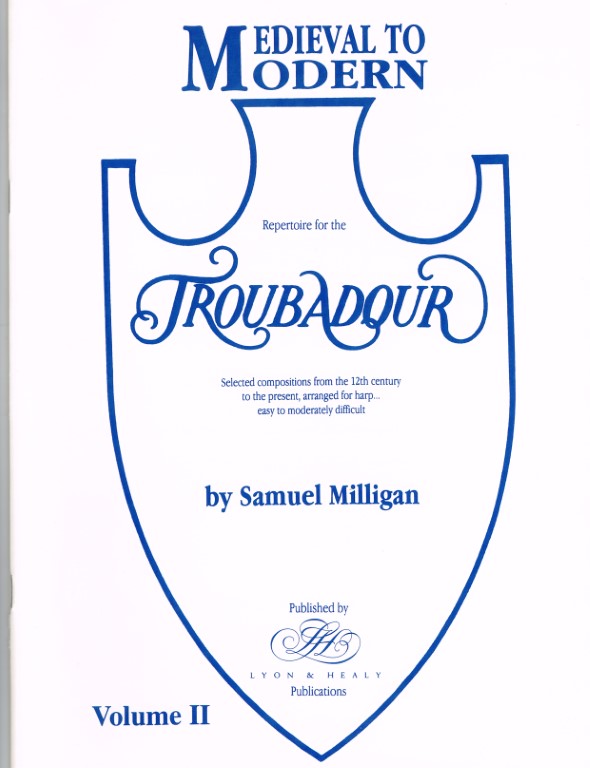 MEDIEVAL TO
MODERN
Repertoire for the
TROUBADOUR
Selected compositions from the 12th century
to the present, arranged for harp...
easy to moderately difficult
by Samuel Milligan
Published by
LH
LYON & HEALY
Publications
Volume II